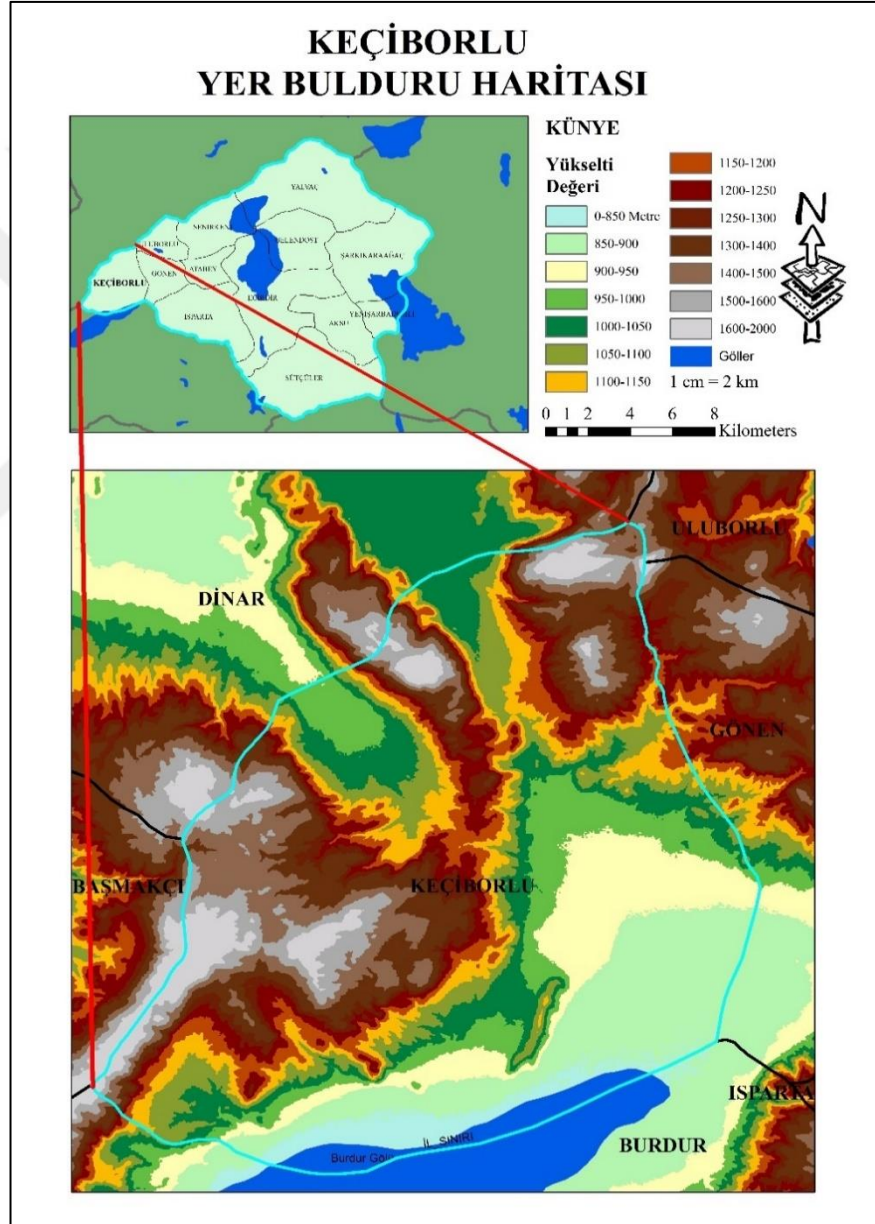 KEÇİBORLU
YER BULDURU HARİTASI
YALVAÇ
SENİRKENT
ULUBORLU
GELENDOST
ŞARKİKARAAĞAÇ
GÖNEN
ATABEY
KEÇİBORLU
ISPARTA
EĞİRDİR
AKSU
YENİŞARBADEMLİ
SÜTÇÜLER
KÜNYE
Yükselti
Değeri
0-850 Metre
850-900
900-950
950-1000
1000-1050
1050-1100
1100-1150
1150-1200
1200-1250
1250-1300
1300-1400
1400-1500
1500-1600
1600-2000
Göller
1 cm = 2 km
0 1 2 4 6 8
Kilometers
N
ULUBORLU
DİNAR
GÖNEN
BAŞMAKÇI
KEÇİBORLU
ISPARTA
İL SINIRI
Burdur Gölü
BURDUR